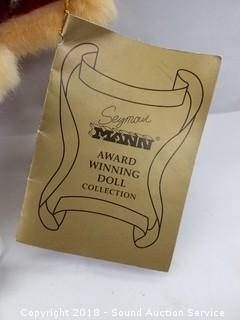 Seymour
MANN
AWARD
WINNING
DOLL
COLLECTION
Copyright 2018 - Sound Auction Service